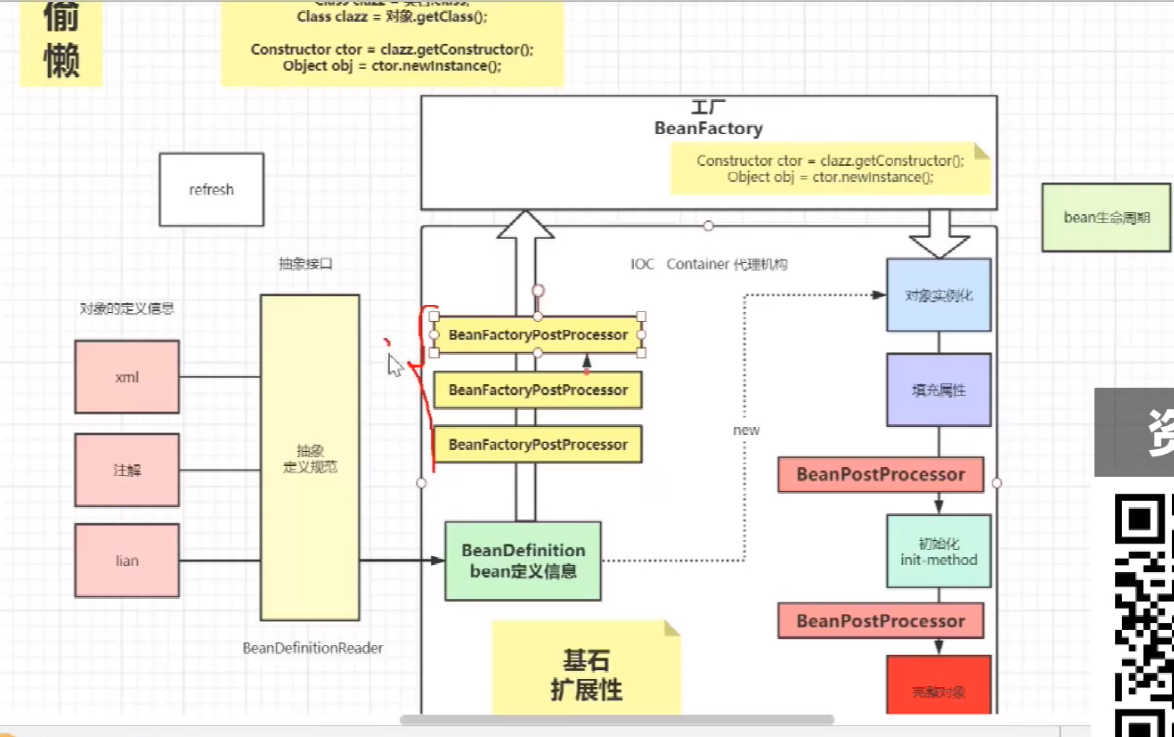 偷
懒
Class clazz = 对象.getClass();
Constructor ctor = clazz.getConstructor();
Object obj = ctor.newInstance();
工厂
BeanFactory
Constructor ctor = clazz.getConstructor();
Object obj = ctor.newInstance();
refresh
bean生命周期
抽象接口
IOC Container 代理机构
对象的定义信息
对象实例化
BeanFactoryPostProcessor
xml
BeanFactoryPostProcessor
填充属性
new
BeanFactoryPostProcessor
资
注解
抽象
定义规范
BeanPostProcessor
lian
BeanDefinition
bean定义信息
初始化
init-method
BeanPostProcessor
BeanDefinitionReader
基石
扩展性
完整对象